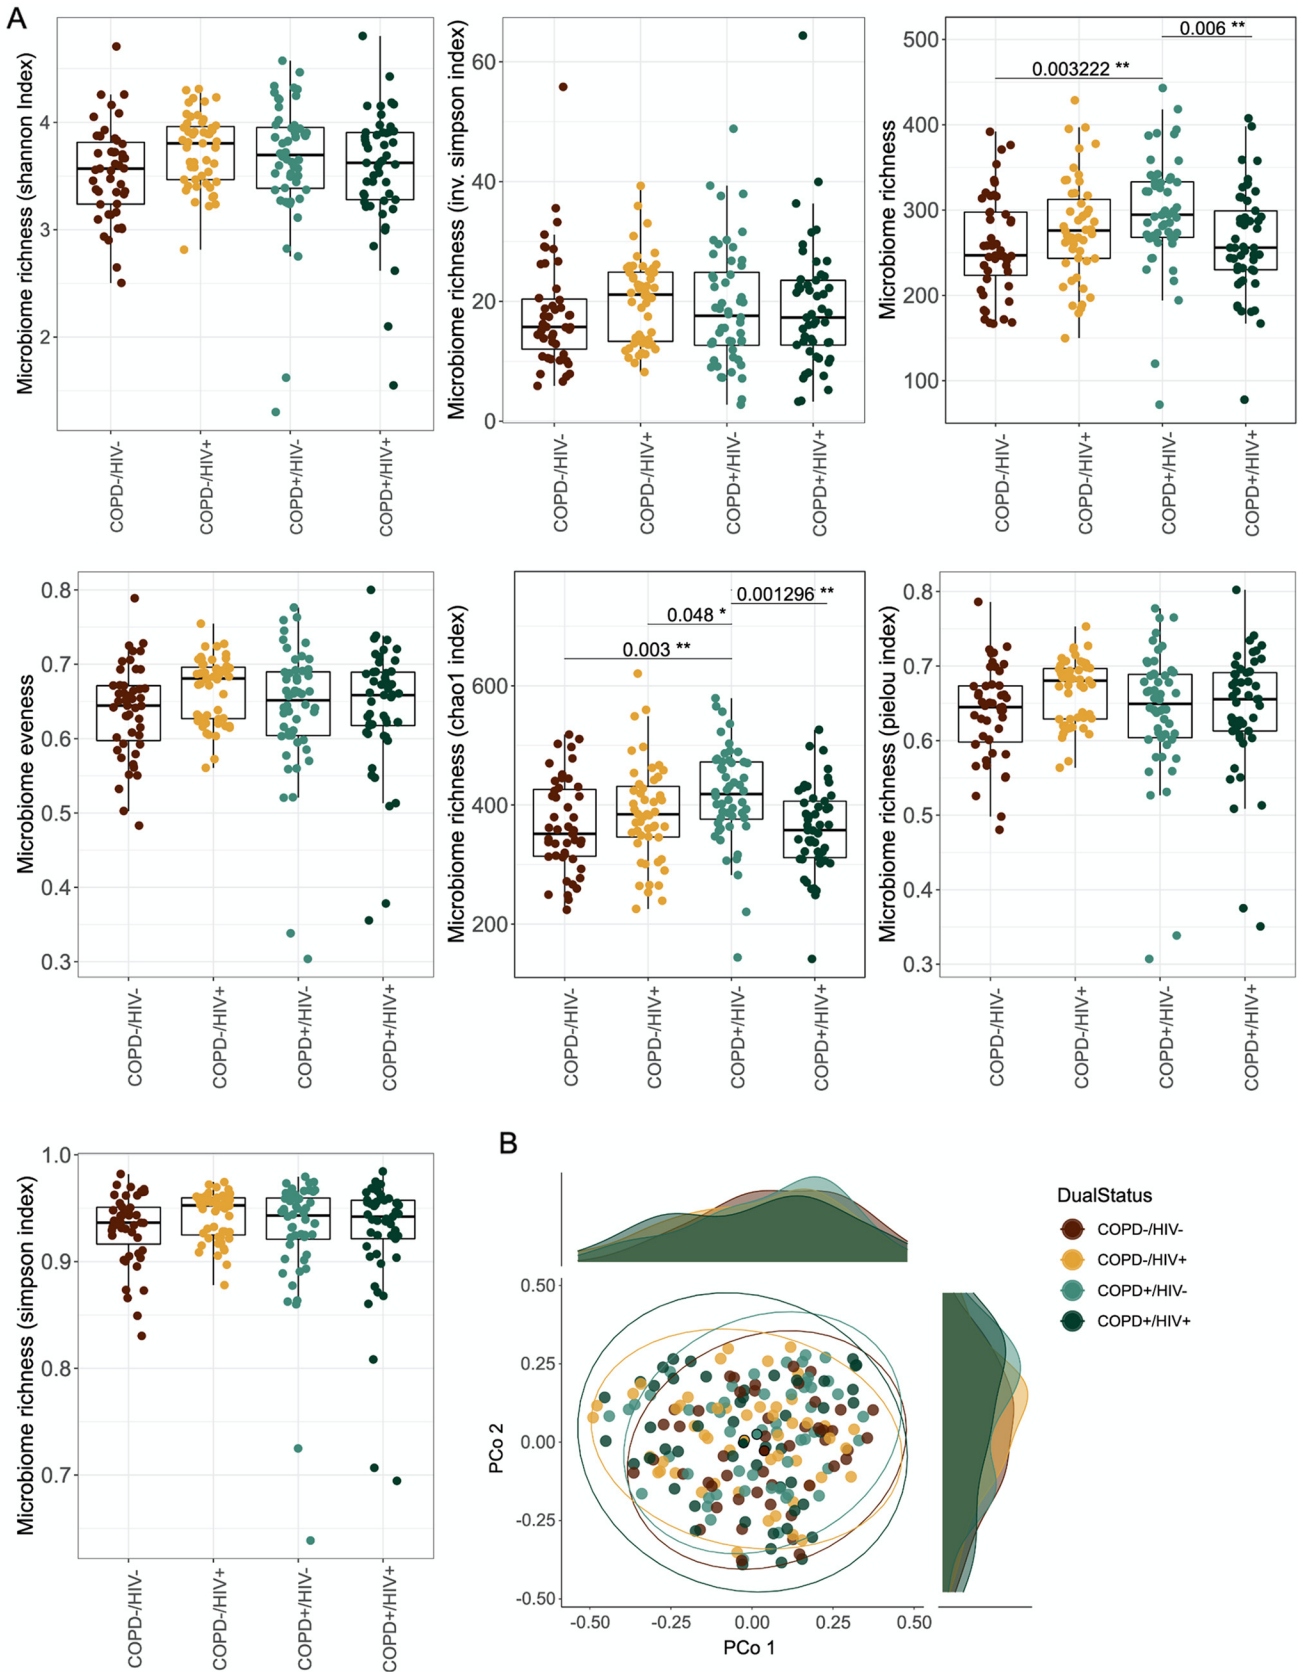 A
Microbiome richness (shannon Index)
4
3
2
COPD-/HIV-
COPD-/HIV+
COPD+/HIV-
COPD+/HIV+
Microbiome richness (inv. simpson index)
60
40
20
0
COPD-/HIV-
COPD-/HIV+
COPD+/HIV-
COPD+/HIV+
Microbiome richness
500
400
300
200
100
0.006 **
0.003222 **
COPD-/HIV-
COPD-/HIV+
COPD+/HIV-
COPD+/HIV+
Microbiome eveness
0.8
0.7
0.6
0.5
0.4
0.3
COPD-/HIV-
COPD-/HIV+
COPD+/HIV-
COPD+/HIV+
Microbiome richness (chao1 index)
600
400
200
0.001296 **
0.048 *
0.003 **
COPD-/HIV-
COPD-/HIV+
COPD+/HIV-
COPD+/HIV+
Microbiome richness (pielou index)
0.8
0.7
0.6
0.5
0.4
0.3
COPD-/HIV-
COPD-/HIV+
COPD+/HIV-
COPD+/HIV+
Microbiome richness (simpson index)
1.0
0.9
0.8
0.7
COPD-/HIV-
COPD-/HIV+
COPD+/HIV-
COPD+/HIV+
B
PCo 2
0.50
0.25
0.00
-0.25
-0.50
-0.50
-0.25
0.00
0.25
0.50
PCo 1
DualStatus
COPD-/HIV-
COPD-/HIV+
COPD+/HIV-
COPD+/HIV+